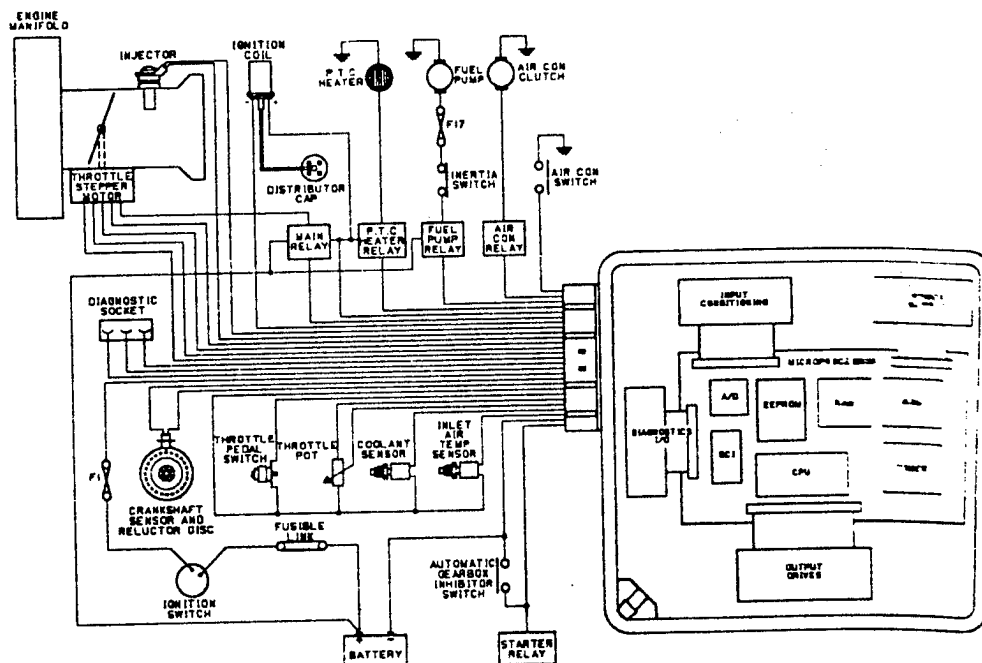 ENGINE
MANIFOLD
INJECTOR
IGNITION
COIL
P.T.C
HEATER
FUEL
PUMP
AIR CON
CLUTCH
F17
INERTIA
SWITCH
AIR CON
SWITCH
THROTTLE
STEPPER
MOTOR
DISTRIBUTOR
CAP
MAIN
RELAY
P.T.C
HEATER
RELAY
FUEL
PUMP
RELAY
AIR
CON
RELAY
DIAGNOSTIC
SOCKET
INPUT
CONDITIONING
A/D
EEPROM
DIAGNOSTICS
I/O
SCI
CPU
THROTTLE
PEDAL
SWITCH
THROTTLE
POT
COOLANT
SENSOR
INLET
AIR
TEMP
SENSOR
F1
CRANKSHAFT
SENSOR AND
RELUCTOR DISC
FUSIBLE
LINK
IGNITION
SWITCH
AUTOMATIC
GEARBOX
INHIBITOR
SWITCH
OUTPUT
DRIVES
BATTERY
STARTER
RELAY